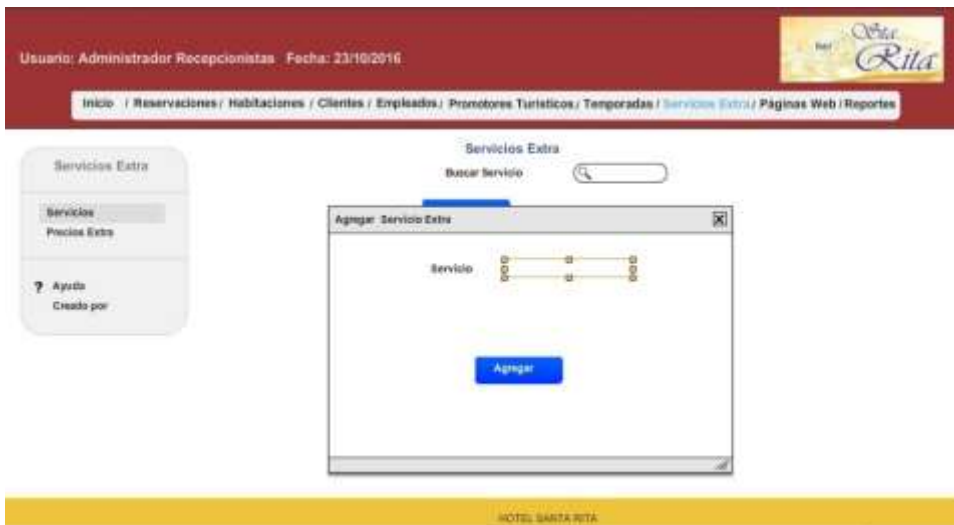 Usuario: Administrador Recepcionistas Fecha: 23/10/2016
Sta.
Rita
Inicio / Reservaciones / Habitaciones / Clientes / Empleados / Promotores Turísticos / Temporadas / Servicios Extra / Páginas Web / Reportes
Servicios Extra
Servicios Extra
Buscar Servicio
Servicios
Precios Extra
? Ayuda
Creado por
Agregar Servicio Extra
Servicio
Agregar
HOTEL SANTA RITA